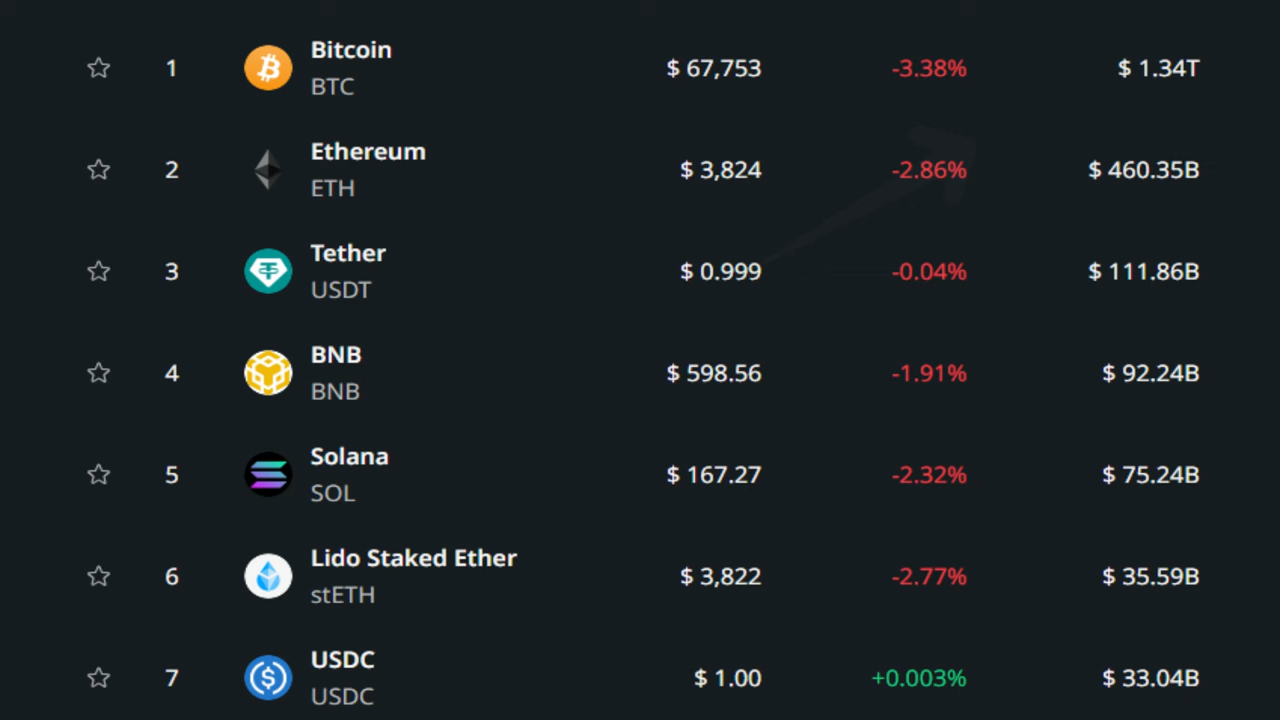 1 Bitcoin $ 67,753 -3.38% $ 1.34T
BTC
2 Ethereum $ 3,824 -2.86% $ 460.35B
ETH
3 Tether $ 0.999 -0.04% $ 111.86B
USDT
4 BNB $ 598.56 -1.91% $ 92.24B
BNB
5 Solana $ 167.27 -2.32% $ 75.24B
SOL
6 Lido Staked Ether $ 3,822 -2.77% $ 35.59B
stETH
7 USDC $ 1.00 +0.003% $ 33.04B
USDC